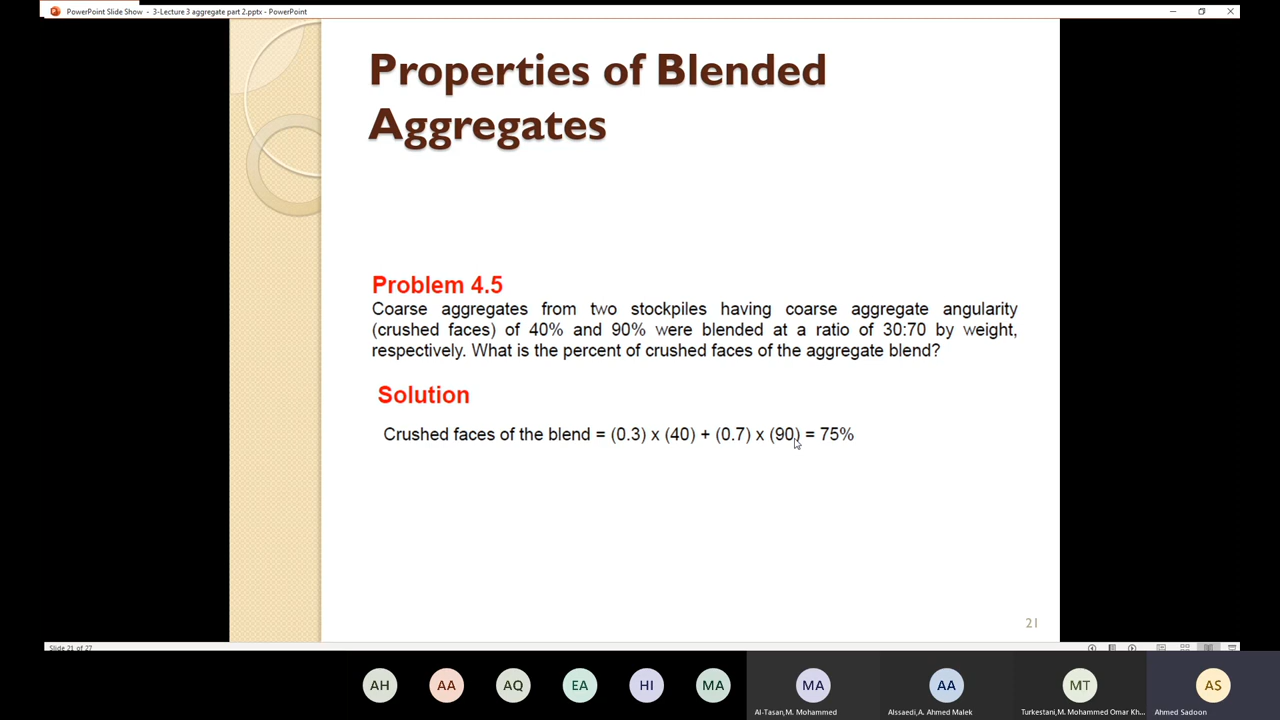 PowerPoint Slide Show - 3-Lecture 3 aggregate part 2.pptx - PowerPoint
Properties of Blended
Aggregates
Problem 4.5
Coarse aggregates from two stockpiles having coarse aggregate angularity
(crushed faces) of 40% and 90% were blended at a ratio of 30:70 by weight,
respectively. What is the percent of crushed faces of the aggregate blend?
Solution
Crushed faces of the blend = (0.3) x (40) + (0.7) x (90) = 75%
21
Slide 21 of 27
AH AA AQ EA HI MA MA AA MT AS
Al-Tasan,M. Mohammed Alssaedi,A. Ahmed Malek Turkestani,M. Mohammed Omar Kh... Ahmed Sadoon